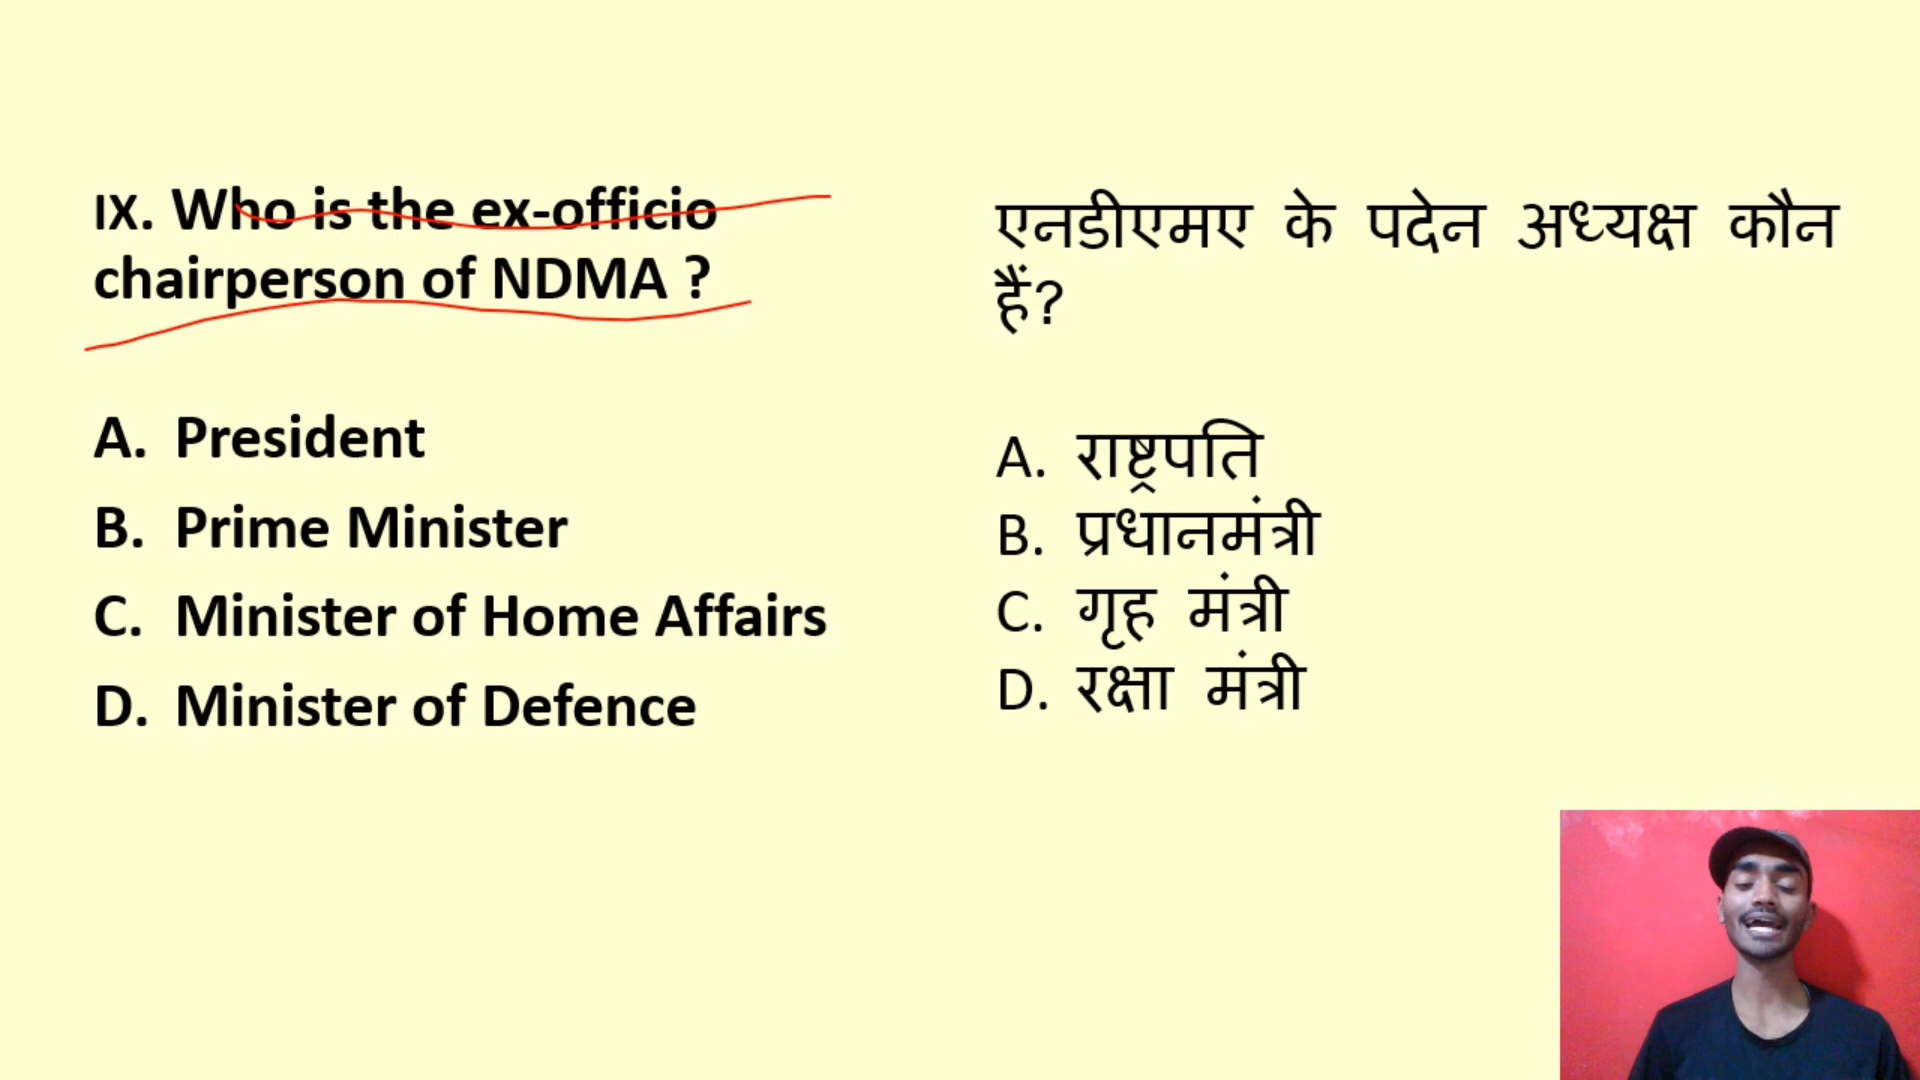 IX. Who is the ex-officio
chairperson of NDMA ?
A. President
B. Prime Minister
C. Minister of Home Affairs
D. Minister of Defence
एनडीएमए के पदेन अध्यक्ष कौन
हैं?
A. राष्ट्रपति
B. प्रधानमंत्री
C. गृह मंत्री
D. रक्षा मंत्री